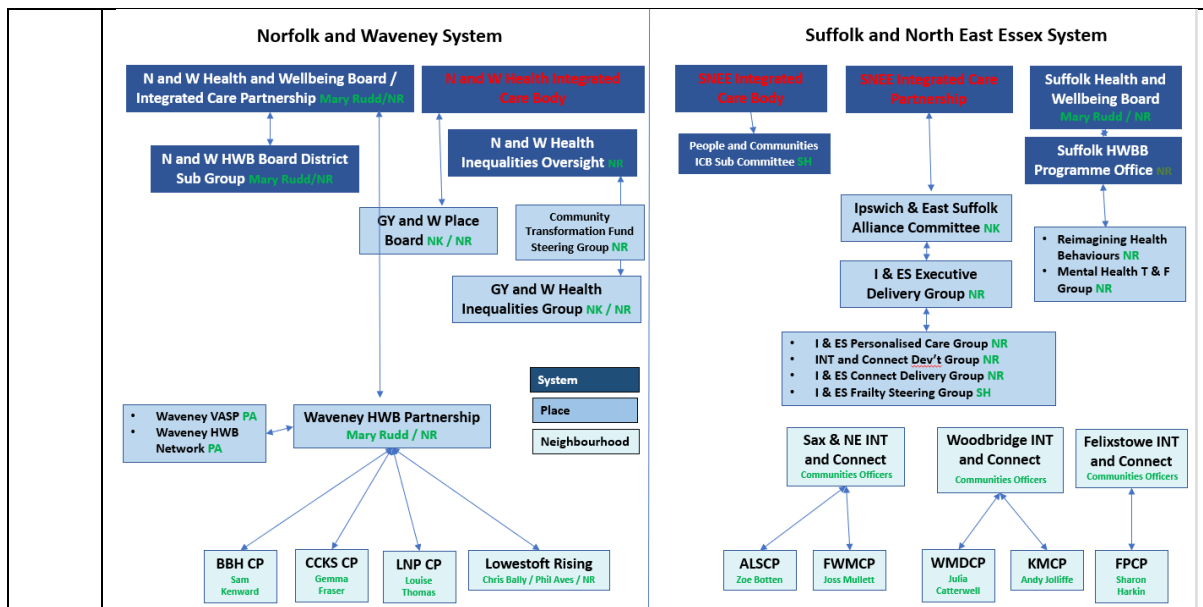 Norfolk and Waveney System
N and W Health and Wellbeing Board /
Integrated Care Partnership Mary Rudd/NR
N and W Health Integrated
Care Body
N and W HWB Board District
Sub Group Mary Rudd/NR
N and W Health
Inequalities Oversight NR
GY and W Place
Board NK / NR
Community
Transformation Fund
Steering Group NR
GY and W Health
Inequalities Group NK / NR
System
Place
Neighbourhood
• Waveney VASP PA
• Waveney HWB
Network PA
Waveney HWB Partnership
Mary Rudd / NR
BBH CP
Sam
Kenward
CCKS CP
Gemma
Fraser
LNP CP
Louise
Thomas
Lowestoft Rising
Chris Bally / Phil Aves / NR
Suffolk and North East Essex System
SNEE Integrated
Care Body
SNEE Integrated Care
Partnership
Suffolk Health and
Wellbeing Board
Mary Rudd / NR
People and Communities
ICB Sub Committee SH
Suffolk HWBB
Programme Office NR
Ipswich & East Suffolk
Alliance Committee NK
• Reimagining Health
Behaviours NR
• Mental Health T & F
Group NR
I & ES Executive
Delivery Group NR
• I & ES Personalised Care Group NR
• INT and Connect Dev't Group NR
• I & ES Connect Delivery Group NR
• I & ES Frailty Steering Group SH
Sax & NE INT
and Connect
Communities Officers
Woodbridge INT
and Connect
Communities Officers
Felixstowe INT
and Connect
Communities Officers
ALSCP
Zoe Botten
FWMCP
Joss Mullett
WMDCP
Julia
Catterwell
KMCP
Andy Jolliffe
FPCP
Sharon
Harkin